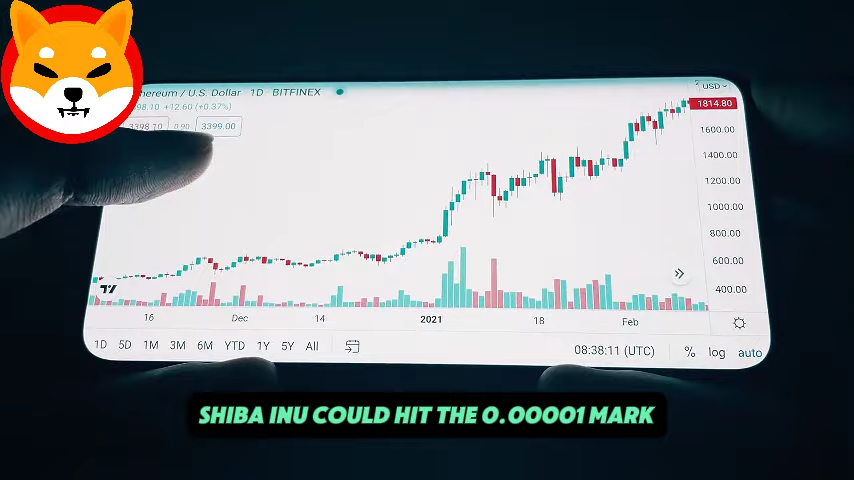 hereum / U.S. Dollar 1D · BITFINEX
98.10 +12.60 (+0.37%)
3398.10 0.90 3399.00
USD
1814.80
1600.00
1400.00
1200.00
1000.00
800.00
600.00
400.00
16 Dec 14 2021 18 Feb
1D 5D 1M 3M 6M YTD 1Y 5Y All
08:38:11 (UTC) % log auto
SHIBA INU COULD HIT THE 0.00001 MARK